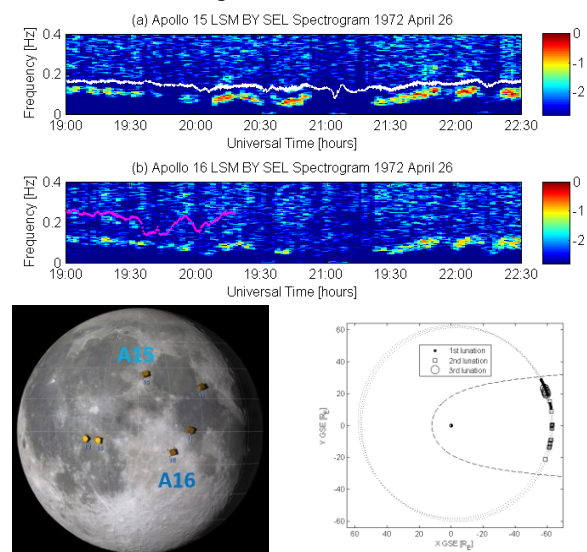 (a) Apollo 15 LSM BY SEL Spectrogram 1972 April 26
Frequency [Hz]
0.4
0.2
0
19:00 19:30 20:00 20:30 21:00 21:30 22:00 22:30
Universal Time [hours]
0
-1
-2
(b) Apollo 16 LSM BY SEL Spectrogram 1972 April 26
Frequency [Hz]
0.4
0.2
0
19:00 19:30 20:00 20:30 21:00 21:30 22:00 22:30
Universal Time [hours]
0
-1
-2
A15
A16
1st lunation
2nd lunation
3rd lunation
Y GSE [RE]
60
40
20
0
-20
-40
-60
60 40 20 0 -20 -40 -60
X GSE [RE]